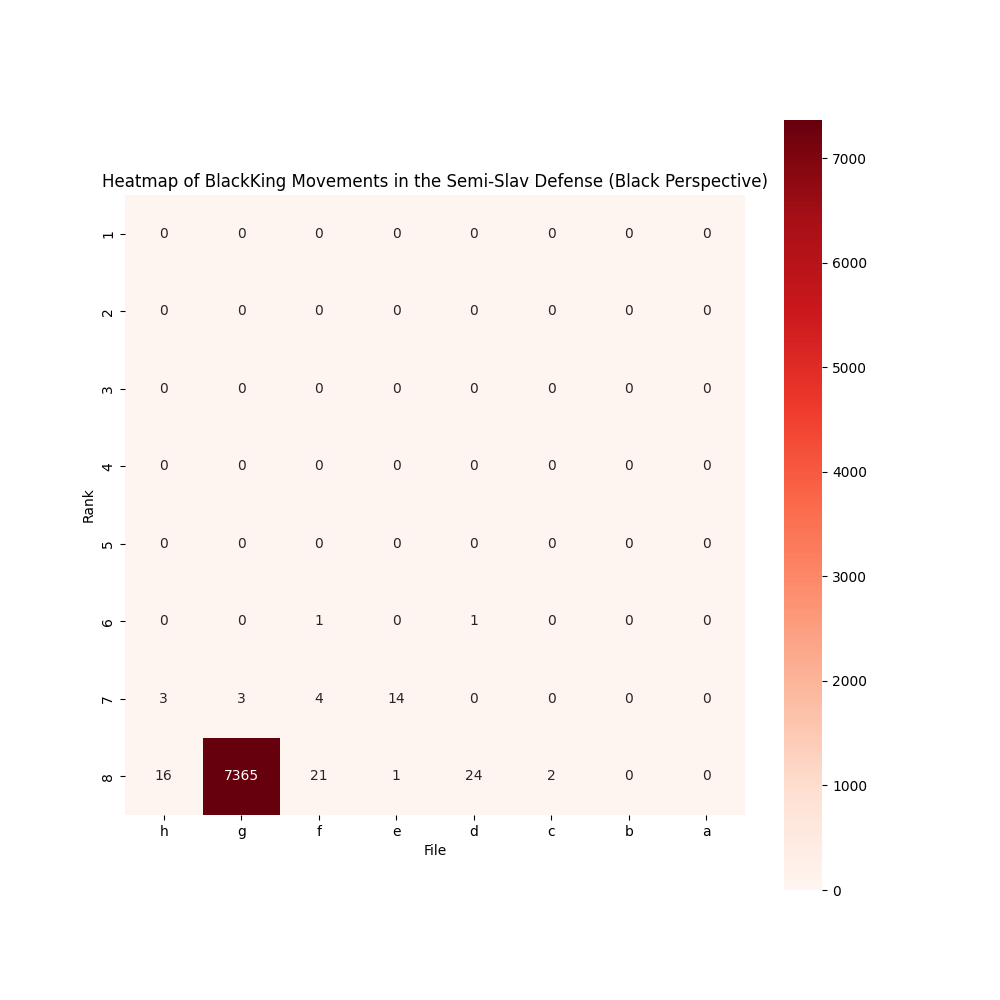 Heatmap of BlackKing Movements in the Semi-Slav Defense (Black Perspective)
1 0 0 0 0 0 0 0 0
2 0 0 0 0 0 0 0 0
3 0 0 0 0 0 0 0 0
4 0 0 0 0 0 0 0 0
5 0 0 0 0 0 0 0 0
6 0 0 1 0 1 0 0 0
7 3 3 4 14 0 0 0 0
8 16 7365 21 1 24 2 0 0
h g f e d c b a
File
Rank
7000
6000
5000
4000
3000
2000
1000
0